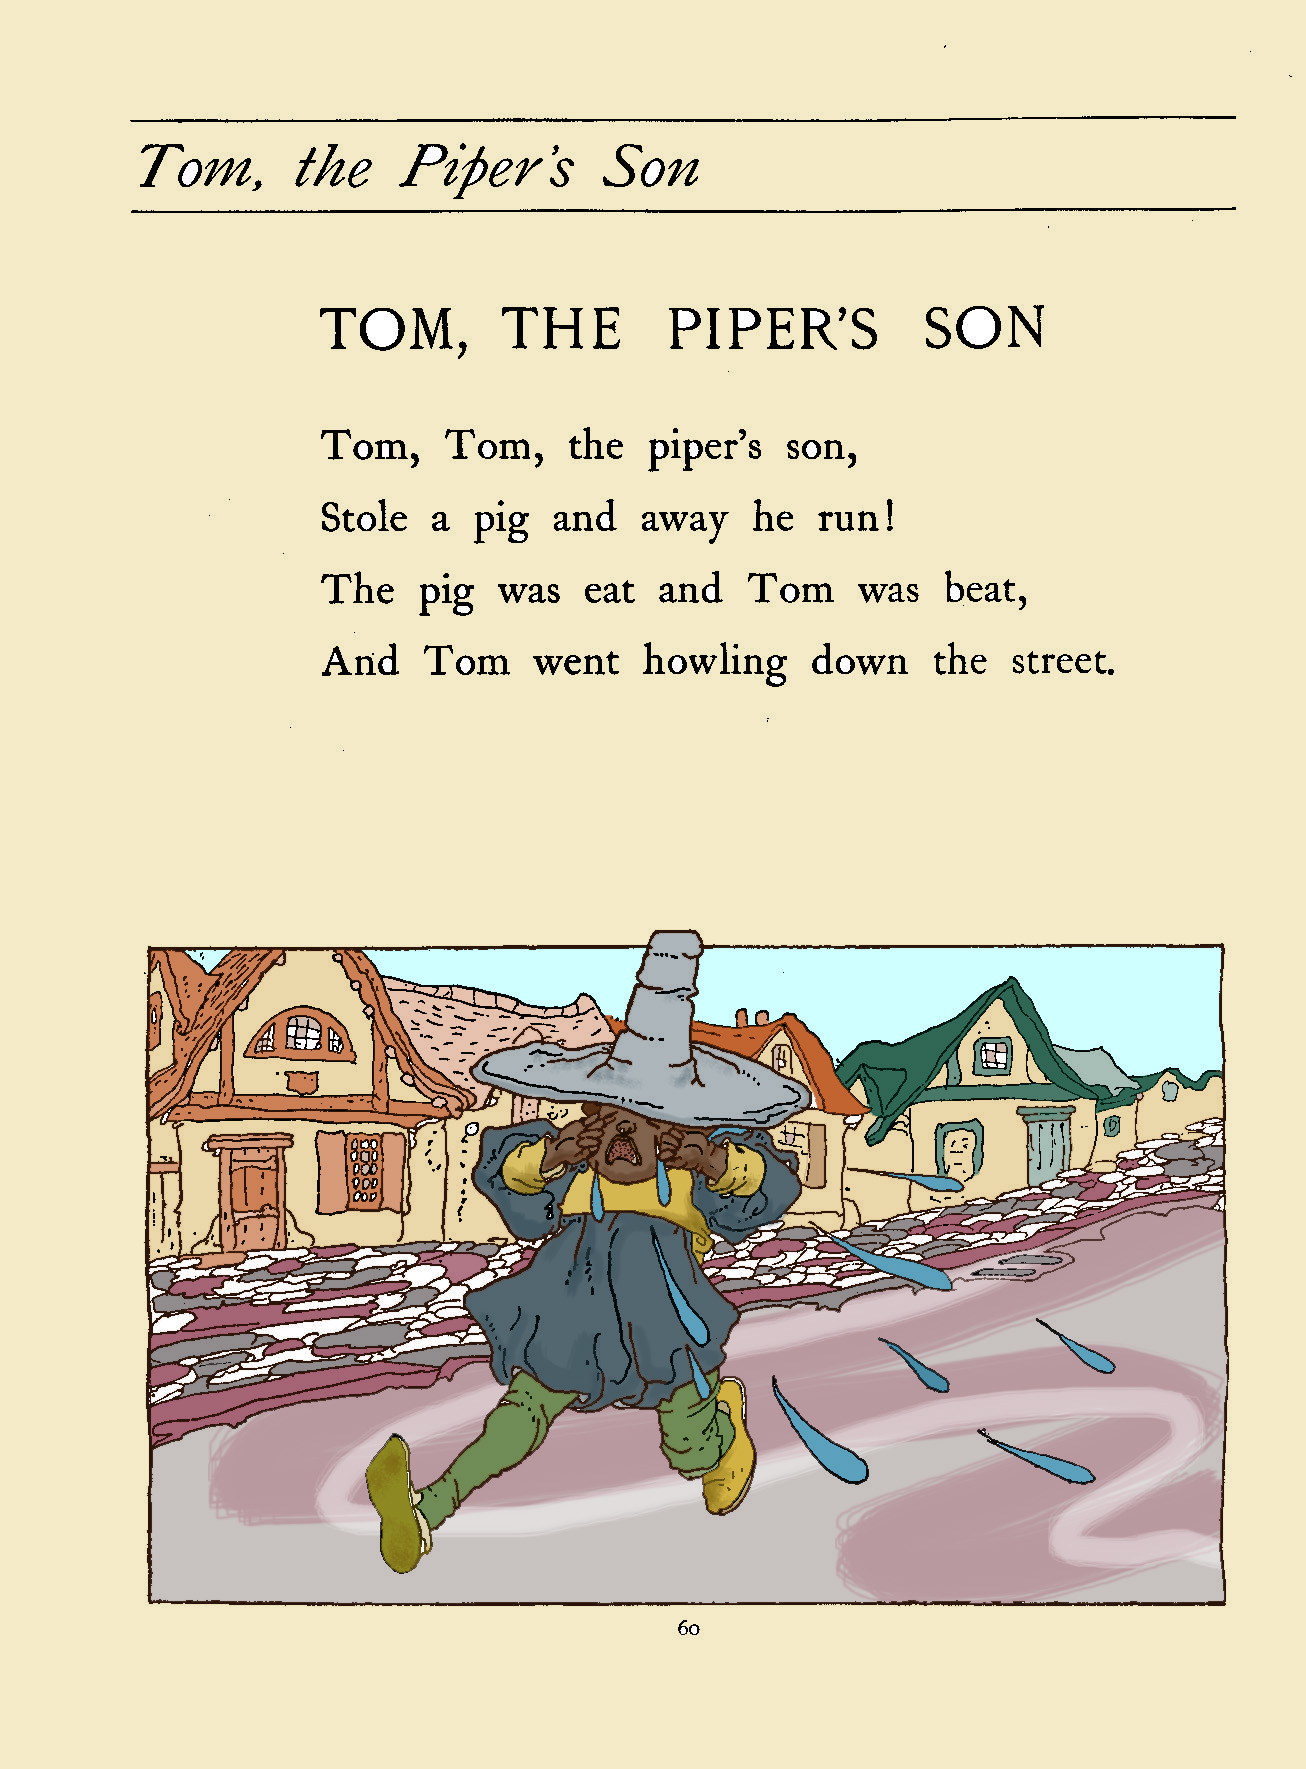 Tom, the Piper's Son
TOM, THE PIPER'S SON
Tom, Tom, the piper's son,
Stole a pig and away he run!
The pig was eat and Tom was beat,
And Tom went howling down the street.
60